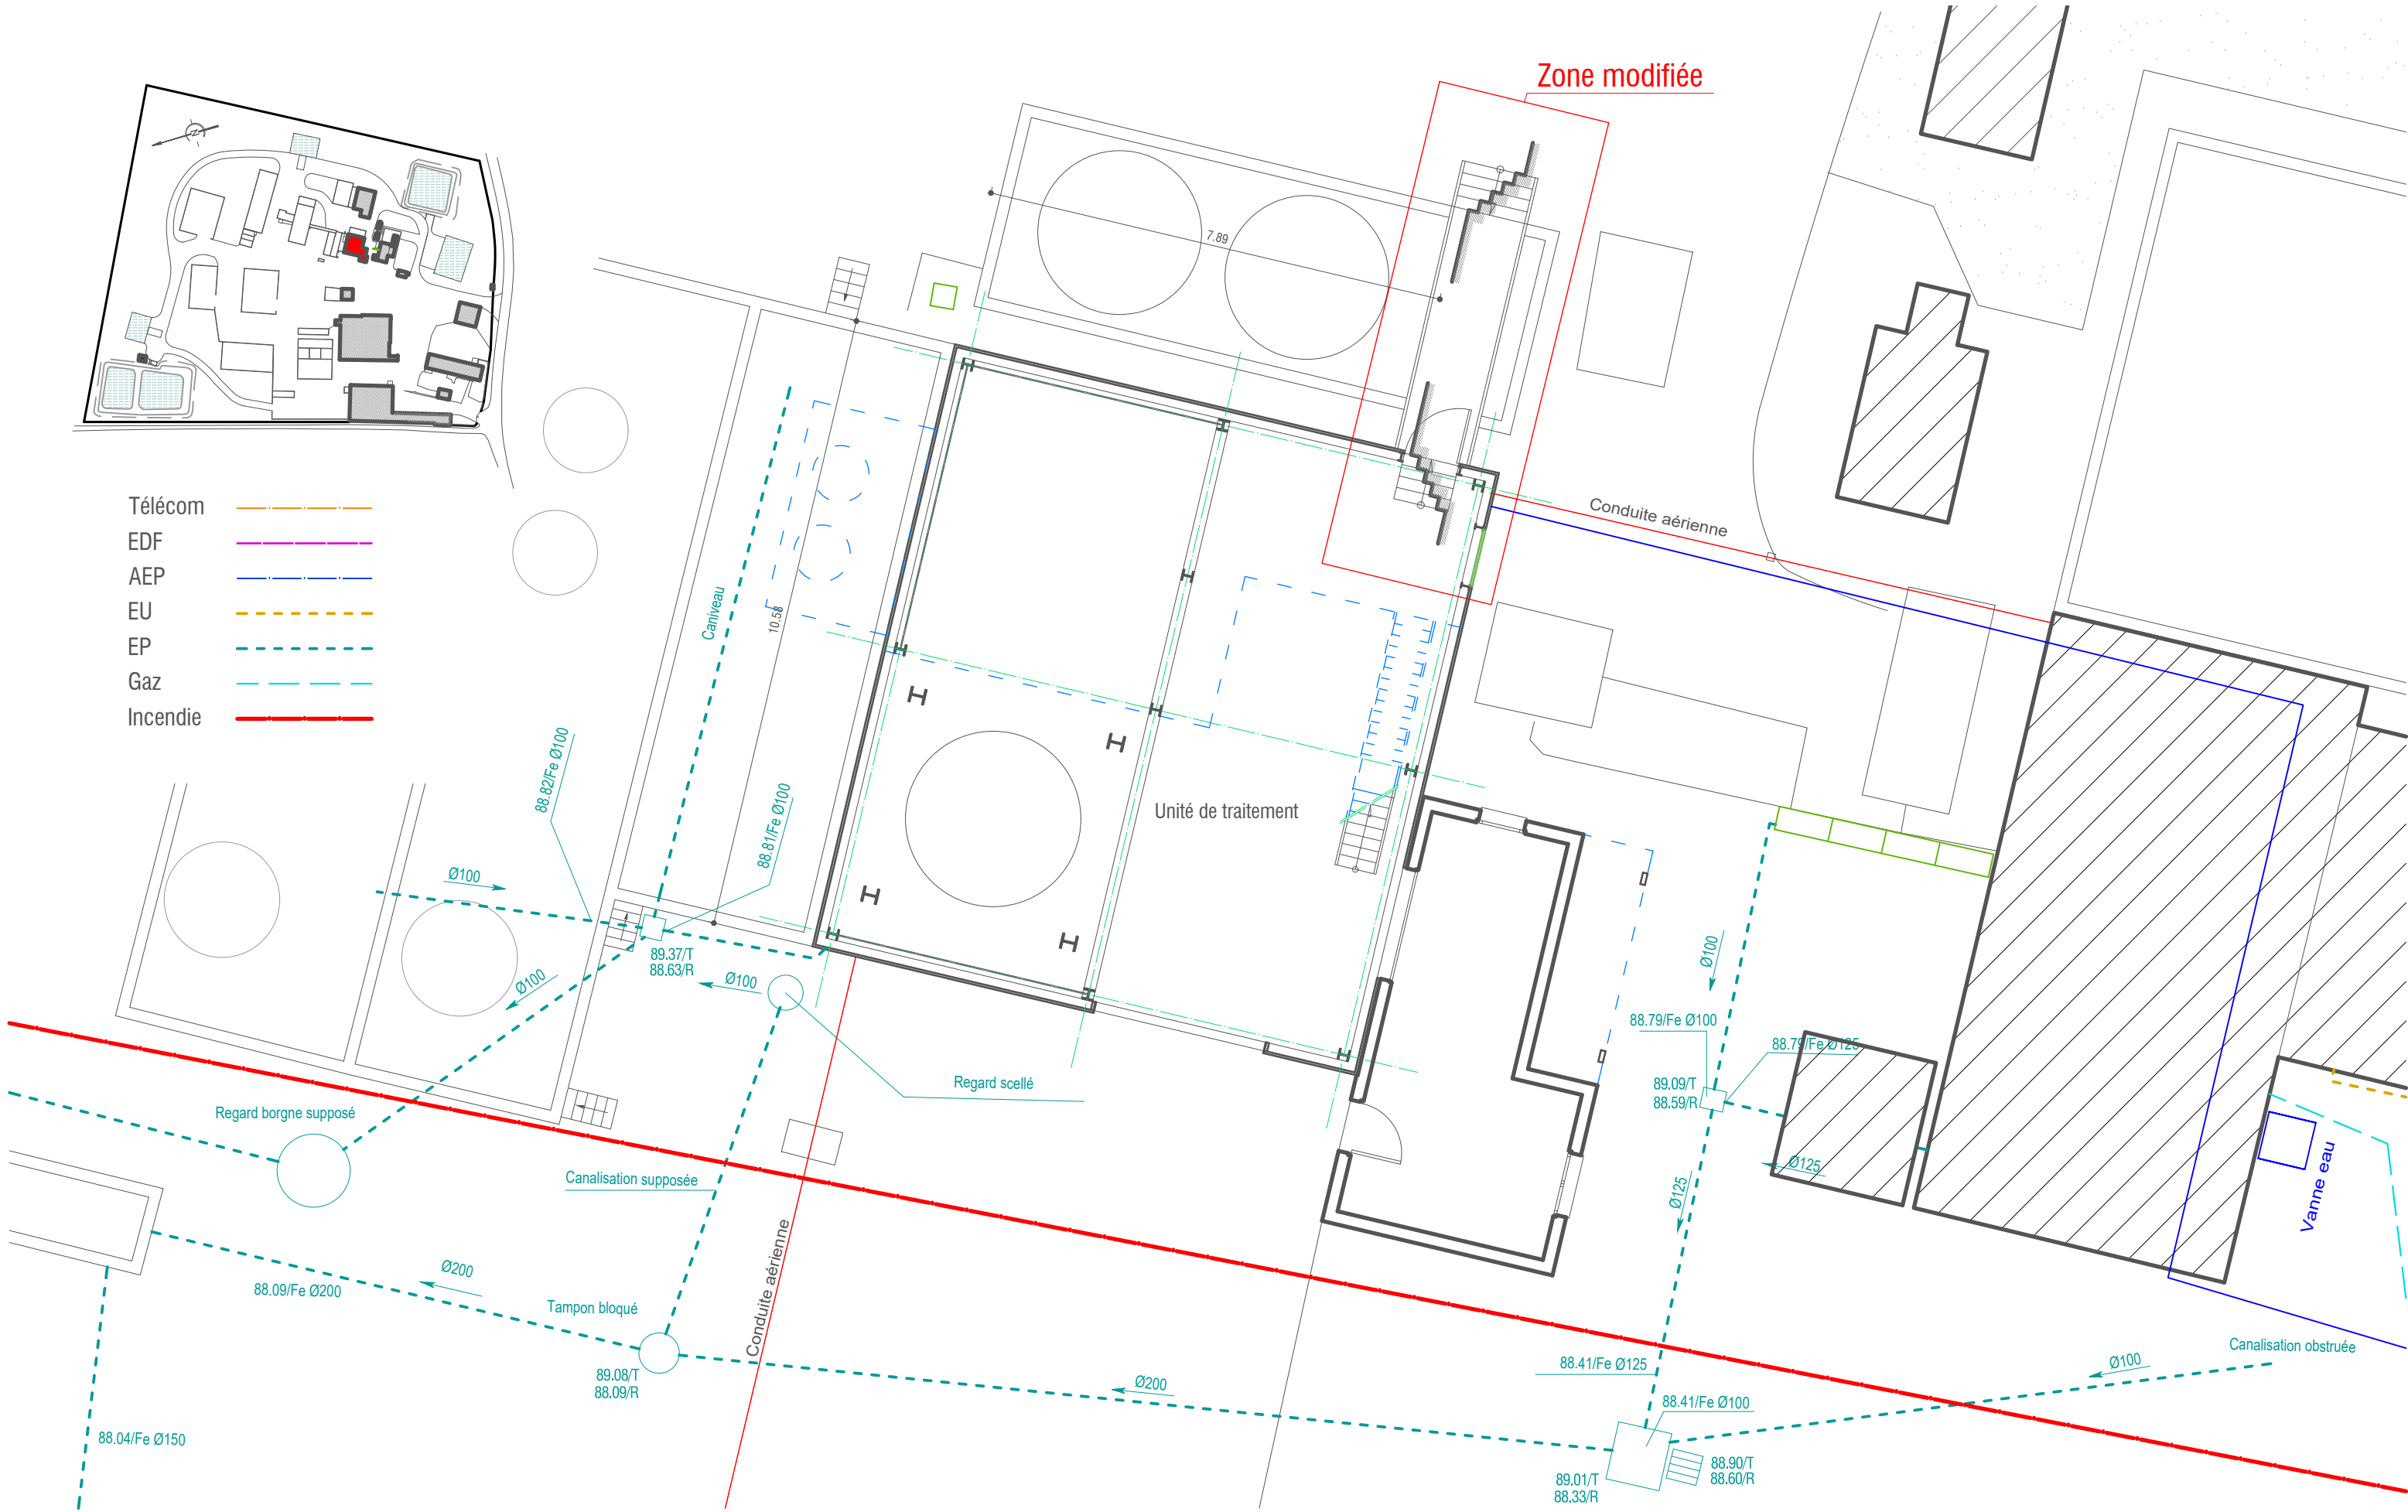 Zone modifiée
7.89
Télécom
EDF
AEP
EU
EP
Gaz
Incendie
Conduite aérienne
Caniveau
10.58
88.82/Fe Ø100
88.81/Fe Ø100
Unité de traitement
Ø100
89.37/T
88.63/R
Ø100
Ø100
Ø100
88.79/Fe Ø100
88.79/Fe Ø125
89.09/T
88.59/R
Regard scellé
Regard borgne supposé
Canalisation supposée
Ø125
Ø125
Vanne eau
Conduite aérienne
Ø200
88.09/Fe Ø200
Tampon bloqué
89.08/T
88.09/R
Ø200
88.41/Fe Ø125
Canalisation obstruée
Ø100
88.41/Fe Ø100
88.04/Fe Ø150
88.90/T
88.60/R
89.01/T
88.33/R